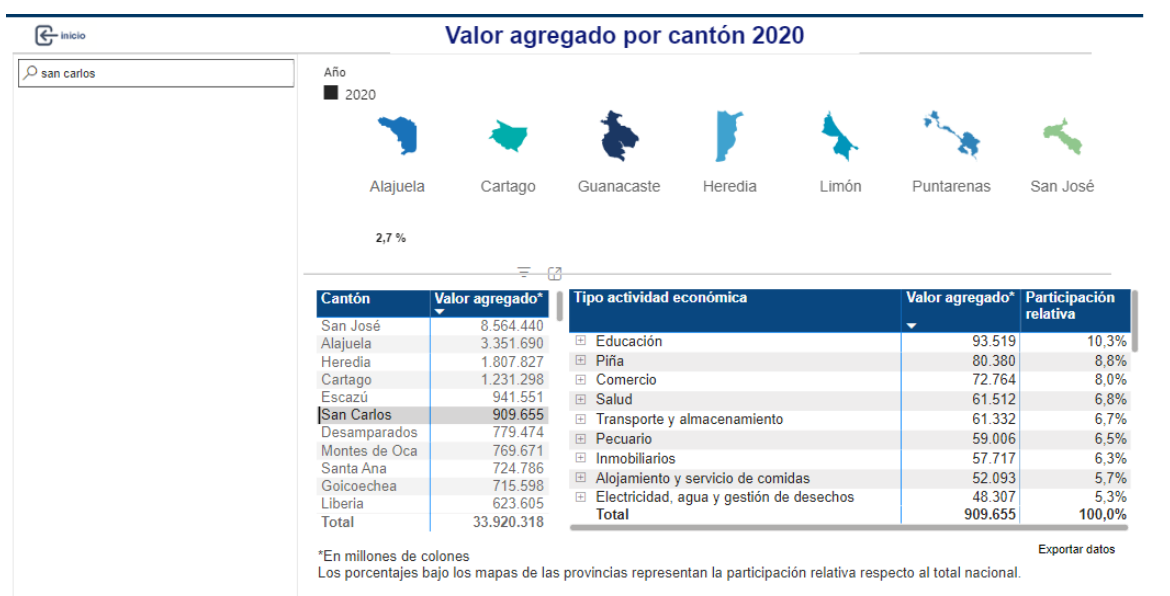 inicio
Valor agregado por cantón 2020
san carlos
Año
2020
Alajuela Cartago Guanacaste Heredia Limón Puntarenas San José
2,7 %
Cantón Valor agregado*
San José 8.564.440
Alajuela 3.351.690
Heredia 1.807.827
Cartago 1.231.298
Escazú 941.551
San Carlos 909.655
Desamparados 779.474
Montes de Oca 769.671
Santa Ana 724.786
Goicoechea 715.598
Liberia 623.605
Total 33.920.318
Tipo actividad económica Valor agregado* Participación
relativa
Educación 93.519 10,3%
Piña 80.380 8,8%
Comercio 72.764 8,0%
Salud 61.512 6,8%
Transporte y almacenamiento 61.332 6,7%
Pecuario 59.006 6,5%
Inmobiliarios 57.717 6,3%
Alojamiento y servicio de comidas 52.093 5,7%
Electricidad, agua y gestión de desechos 48.307 5,3%
Total 909.655 100,0%
Exportar datos
*En millones de colones
Los porcentajes bajo los mapas de las provincias representan la participación relativa respecto al total nacional.